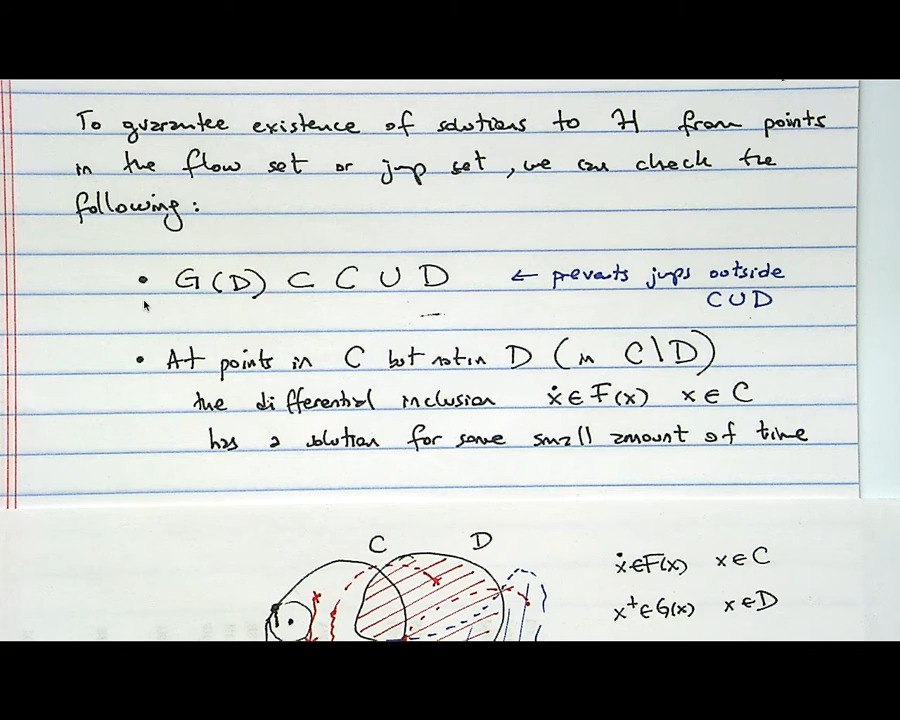 To guarantee existence of solutions to H from points
in the flow set or jump set, we can check the
following:
• G(D) ⊂ C ∪ D ← prevents jumps outside
C ∪ D
• At points in C but not in D (in C\D)
the differential inclusion ẋ ∈ F(x) x ∈ C
has a solution for some small amount of time
C D
ẋ ∈ F(x) x ∈ C
x⁺ ∈ G(x) x ∈ D